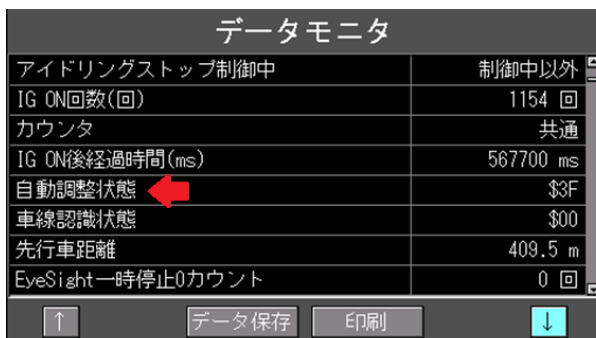 データモニタ
アイドリングストップ制御中 制御中以外
IG ON回数(回) 1154 回
カウンタ 共通
IG ON後経過時間(ms) 567700 ms
自動調整状態 $3F
車線認識状態 $00
先行車距離 409.5 m
EyeSight一時停止0カウント 0 回
↑ データ保存 印刷 ↓